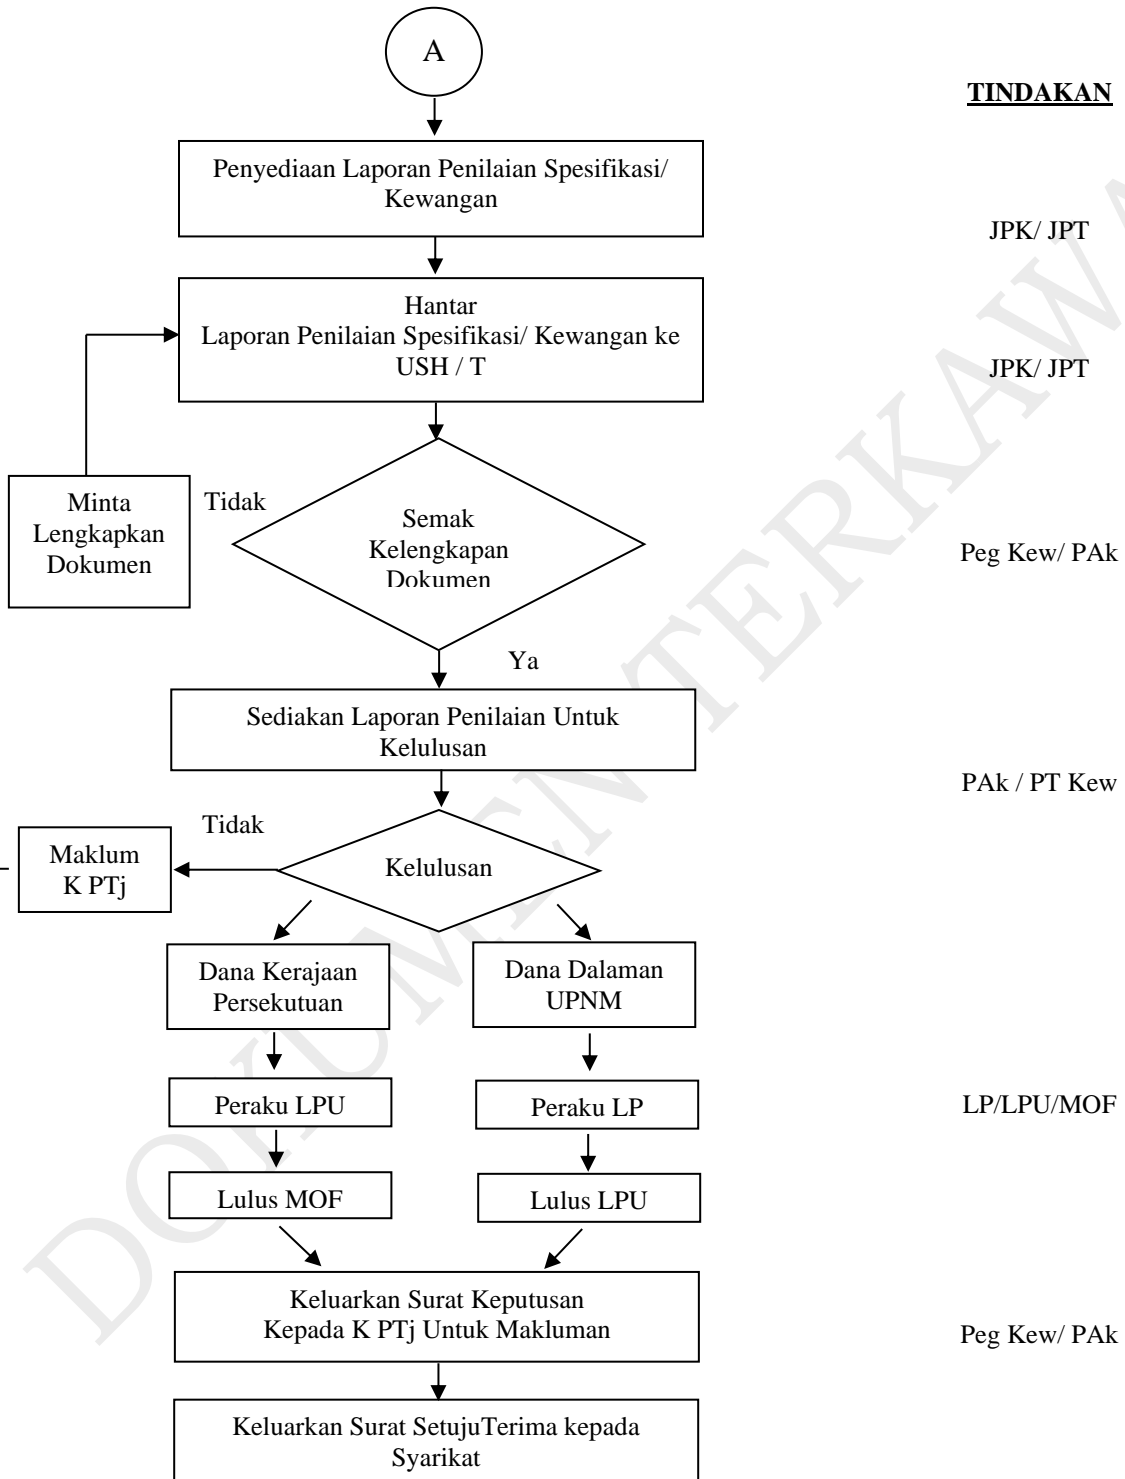 A
TINDAKAN
Penyediaan Laporan Penilaian Spesifikasi/
Kewangan
JPK/ JPT
Hantar
Laporan Penilaian Spesifikasi/ Kewangan ke
USH / T
JPK/ JPT
Minta
Lengkapkan
Dokumen
Tidak
Semak
Kelengkapan
Dokumen
Peg Kew/ PAk
Ya
Sediakan Laporan Penilaian Untuk
Kelulusan
PAk / PT Kew
Tidak
Maklum
K PTj
Kelulusan
Dana Kerajaan
Persekutuan
Dana Dalaman
UPNM
Peraku LPU
Peraku LP
LP/LPU/MOF
Lulus MOF
Lulus LPU
Keluarkan Surat Keputusan
Kepada K PTj Untuk Makluman
Peg Kew/ PAk
Keluarkan Surat SetujuTerima kepada
Syarikat
DOKUMEN TERKAWA